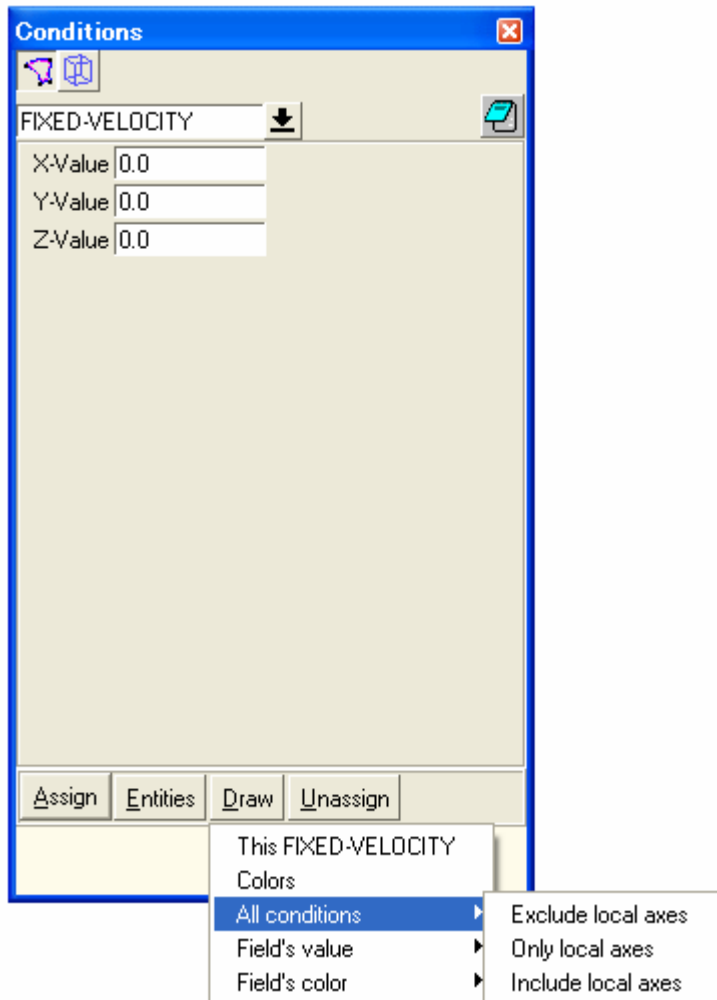 Conditions
FIXED-VELOCITY
X-Value 0.0
Y-Value 0.0
Z-Value 0.0
Assign Entities Draw Unassign
This FIXED-VELOCITY
Colors
All conditions Exclude local axes
Field's value Only local axes
Field's color Include local axes